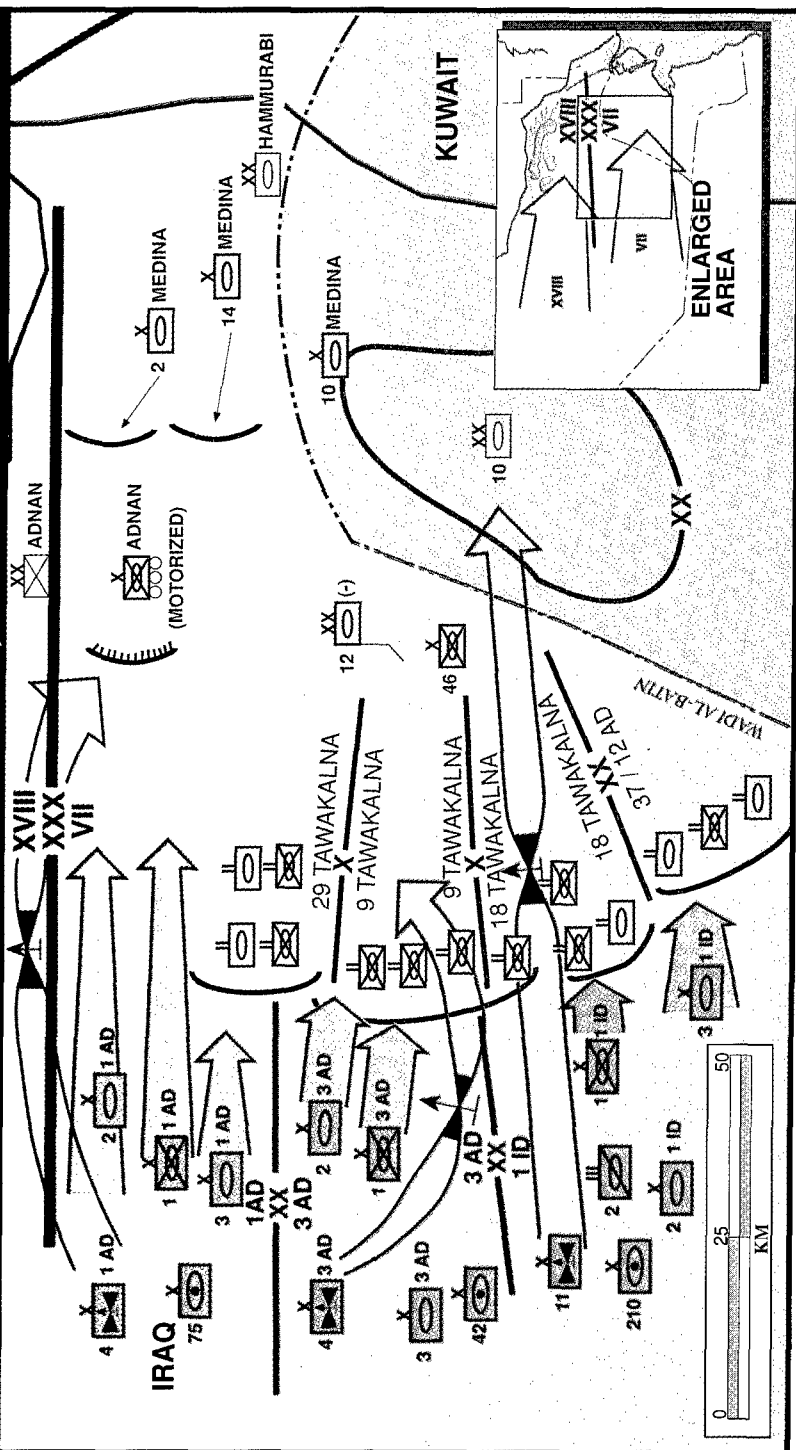 XVIII
XXX
VII
XX
ADNAN
X
ADNAN
(MOTORIZED)
X
2
MEDINA
X
14
MEDINA
XX
HAMMURABI
X
10
MEDINA
XX
10
KUWAIT
XX
12
(-)
X
46
WADI AL-BATIN
XX
29 TAWAKALNA
X
9 TAWAKALNA
9 TAWAKALNA
X
18 TAWAKALNA
18 TAWAKALNA
XX
37 / 12 AD
X
4
1 AD
X
2
1 AD
X
1
1 AD
X
3
1 AD
IRAQ
X
75
1AD
XX
3 AD
X
4
3 AD
X
2
3 AD
X
1
3 AD
X
3
3 AD
X
42
3 AD
XX
1 ID
X
11
X
210
III
2
X
1
1 ID
X
2
1 ID
X
3
1 ID
0
25
50
KM
XVIII
XXX
VII
XVIII
VII
ENLARGED
AREA